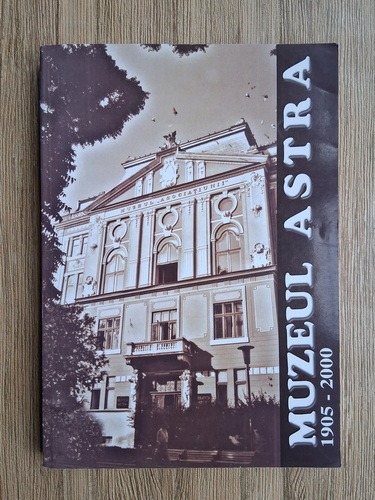 MUZEUL ASOCIAȚIUNII
MUZEUL ASTRA
1905 - 2000